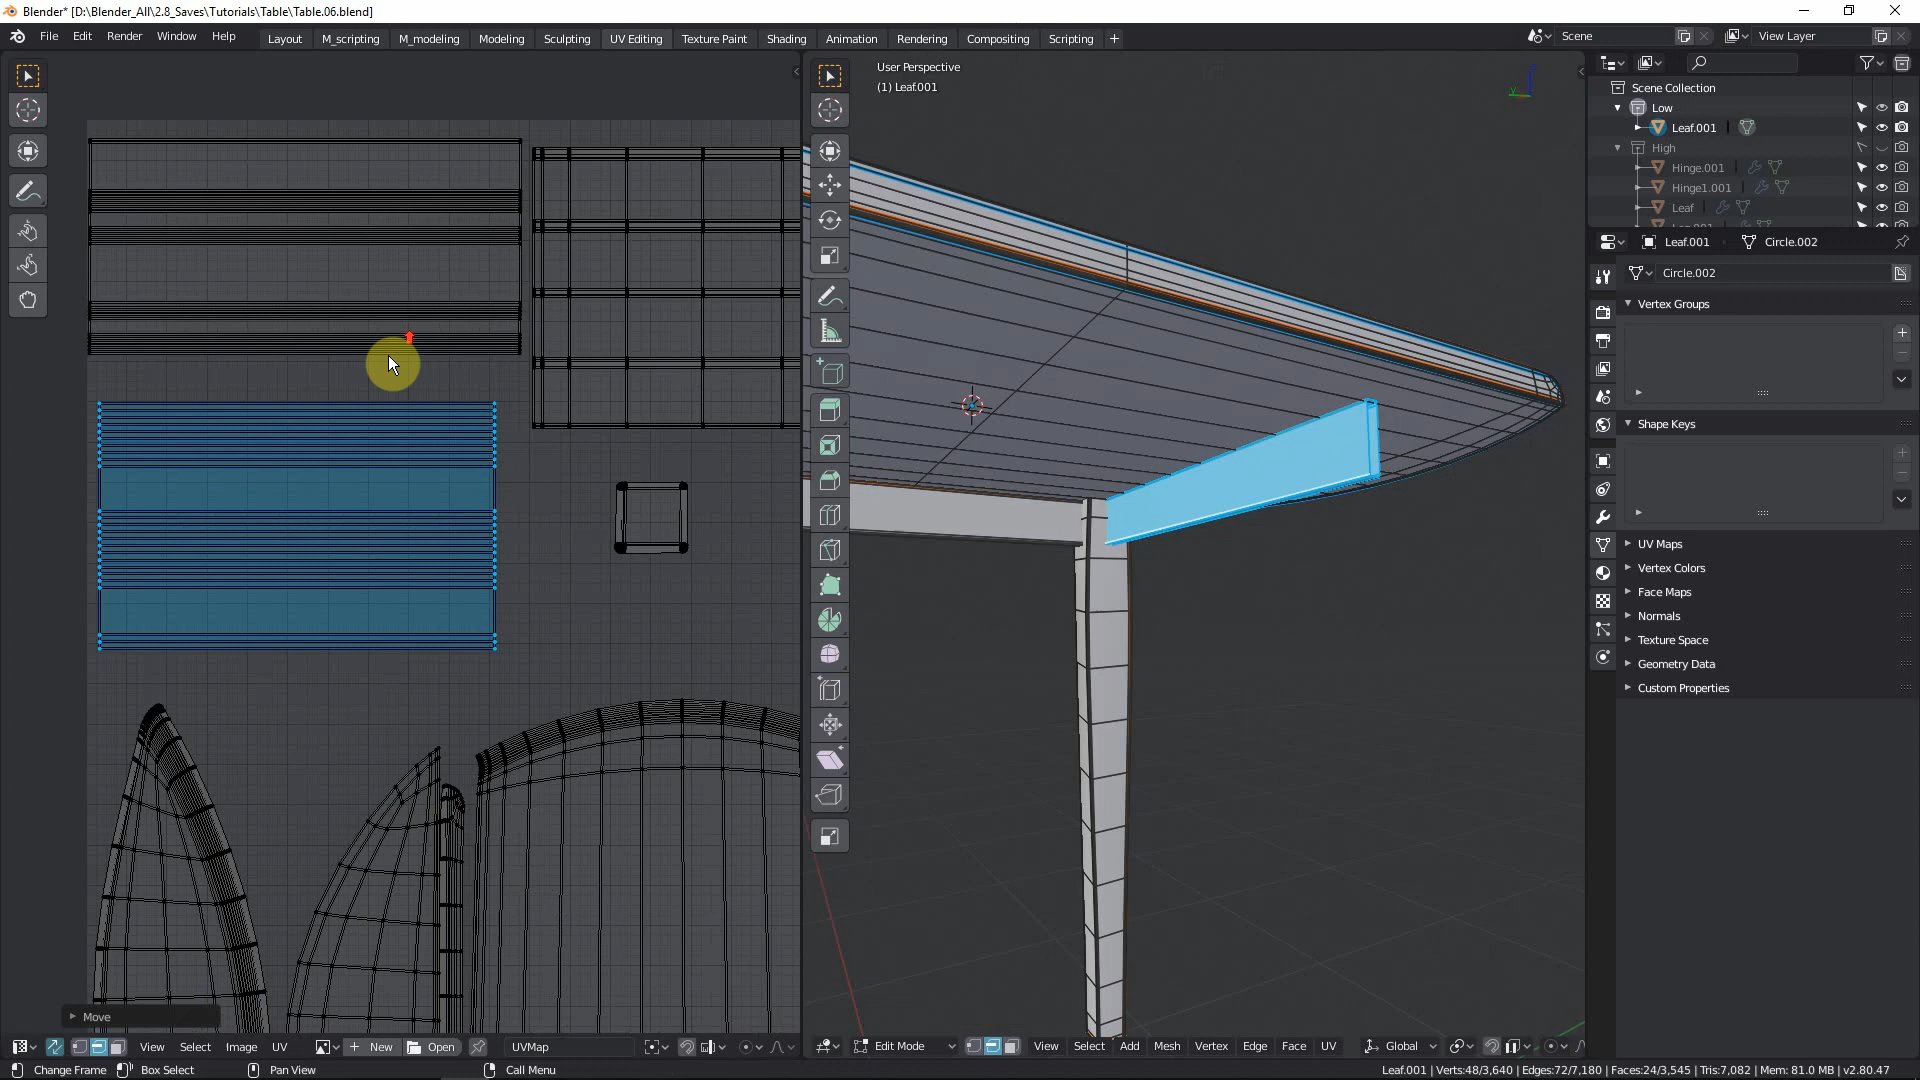 Blender* [D:\Blender_All\2.8_Saves\Tutorials\Table\Table.06.blend]
File Edit Render Window Help Layout M_scripting M_modeling Modeling Sculpting UV Editing Texture Paint Shading Animation Rendering Compositing Scripting + Scene View Layer
User Perspective
(1) Leaf.001
Y
Scene Collection
Low
Leaf.001
High
Hinge.001
Hinge1.001
Leaf
Leaf.001 Circle.002
Circle.002
Vertex Groups
Shape Keys
UV Maps
Vertex Colors
Face Maps
Normals
Texture Space
Geometry Data
Custom Properties
Move
View Select Image UV New Open UVMap
Edit Mode View Select Add Mesh Vertex Edge Face UV Global
Change Frame Box Select Pan View Call Menu
Leaf.001 | Verts:48/3,640 | Edges:72/7,180 | Faces:24/3,545 | Tris:7,082 | Mem: 81.0 MB | v2.80.47